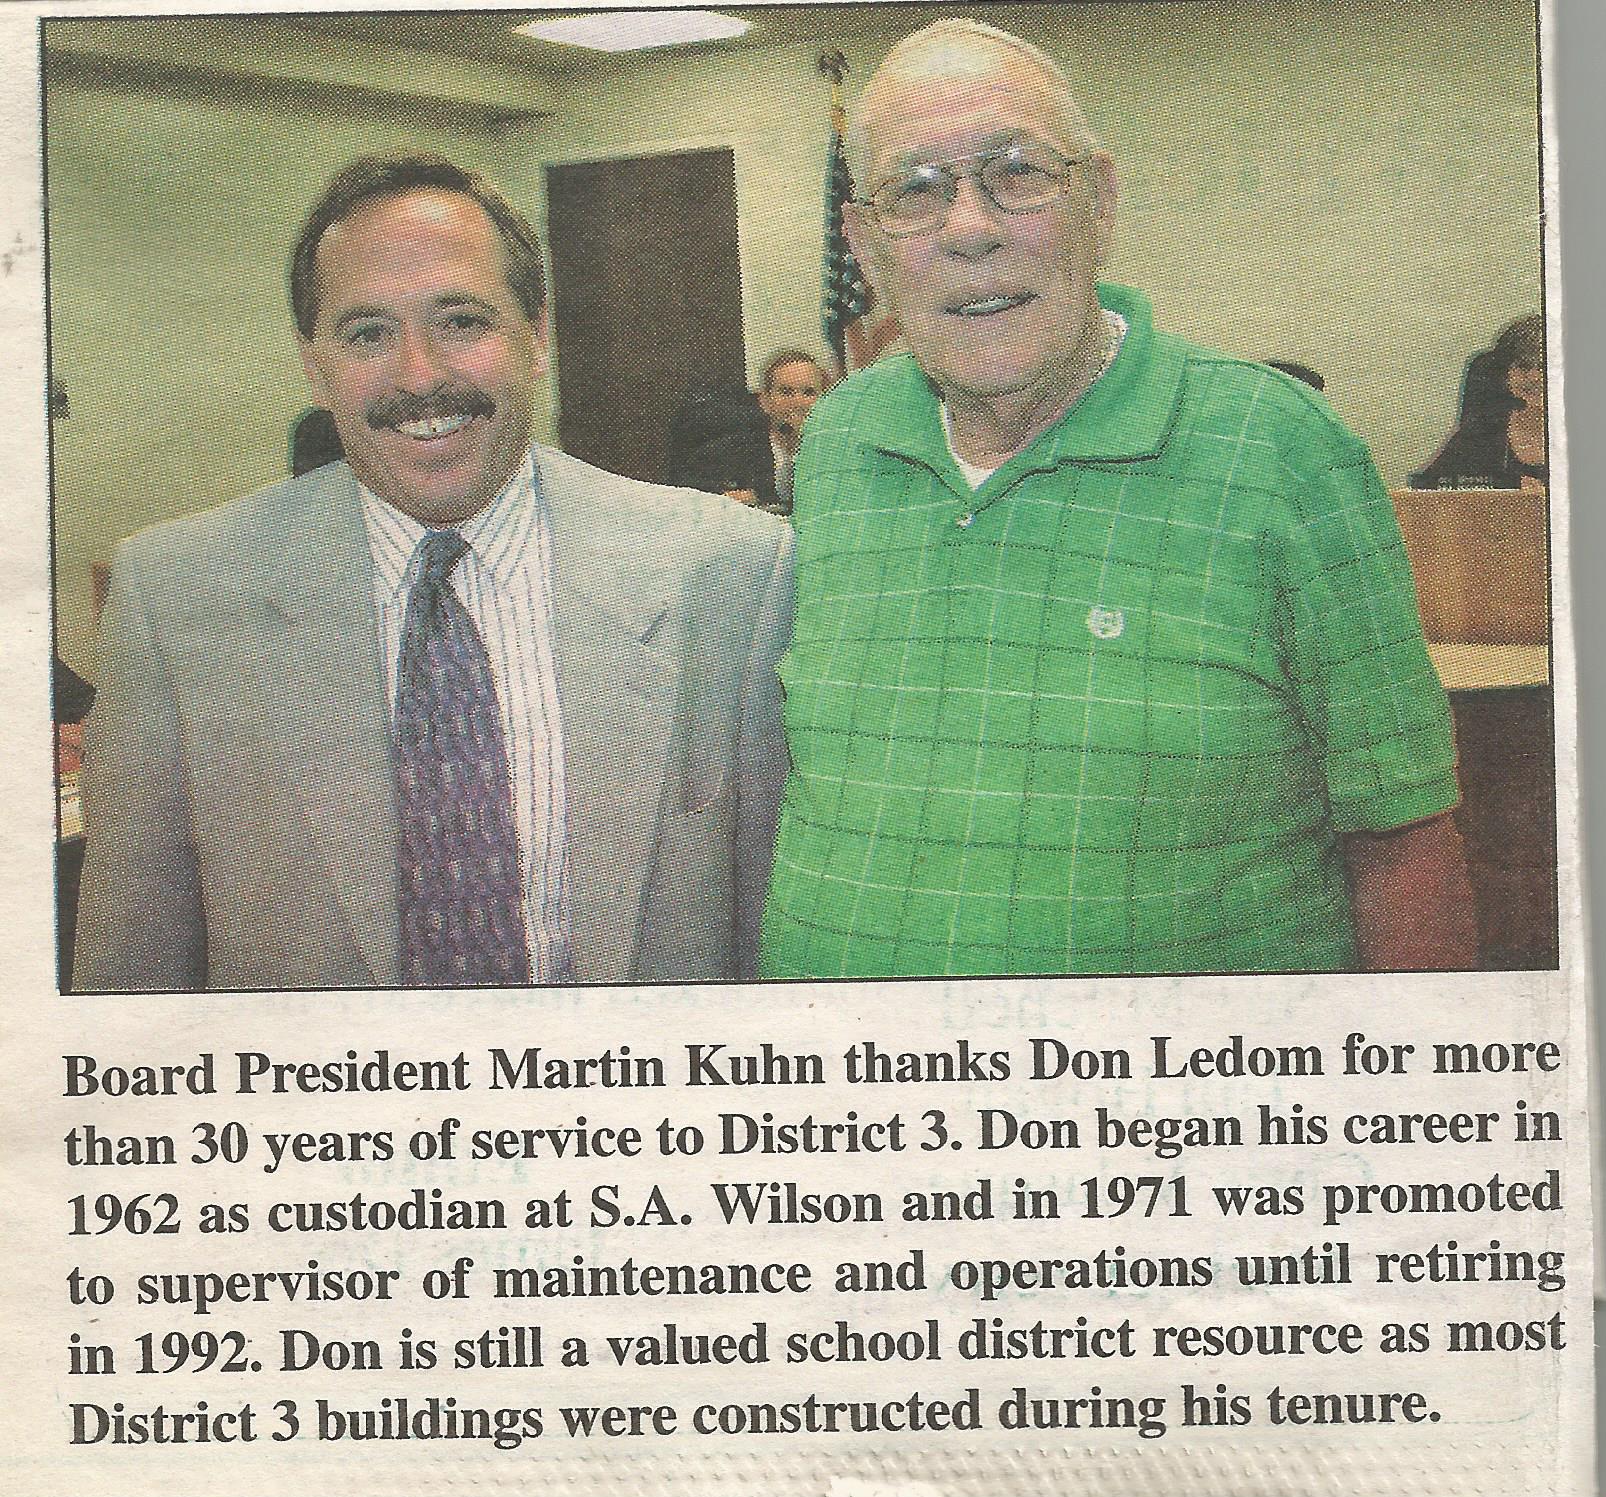 Board President Martin Kuhn thanks Don Ledom for more
than 30 years of service to District 3. Don began his career in
1962 as custodian at S.A. Wilson and in 1971 was promoted
to supervisor of maintenance and operations until retiring
in 1992. Don is still a valued school district resource as most
District 3 buildings were constructed during his tenure.